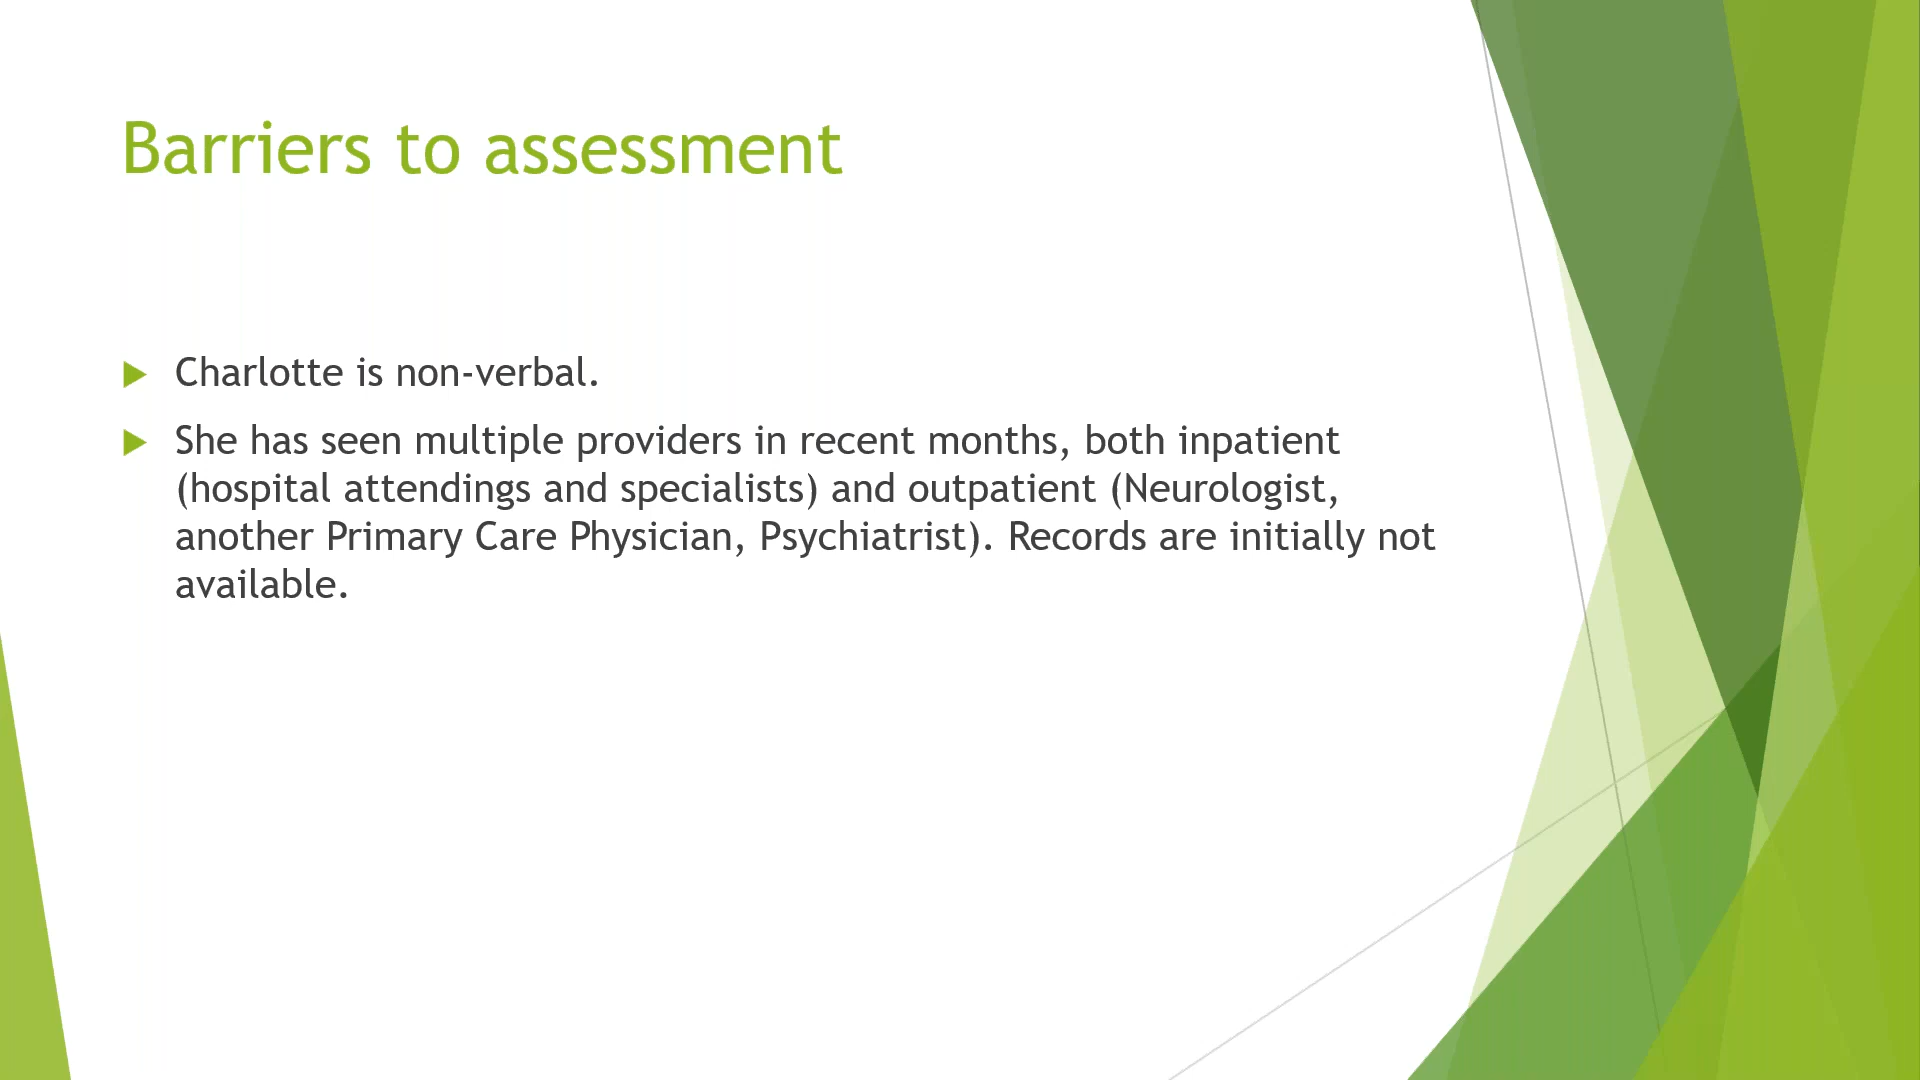 Barriers to assessment
Charlotte is non-verbal.
She has seen multiple providers in recent months, both inpatient
(hospital attendings and specialists) and outpatient (Neurologist,
another Primary Care Physician, Psychiatrist). Records are initially not
available.